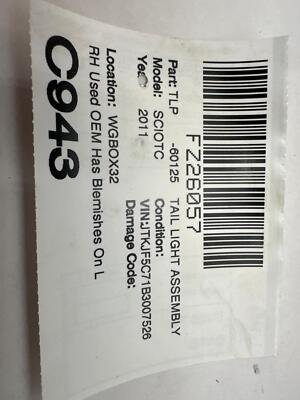 FZ26057
Part: TLP -60125 TAIL LIGHT ASSEMBLY
Model: SCIOTC Condition:
Year: 2011 VIN:JTKJF5C71B3007526
Damage Code:
Location: WGBOX32
RH Used OEM Has Blemishes On L
C943